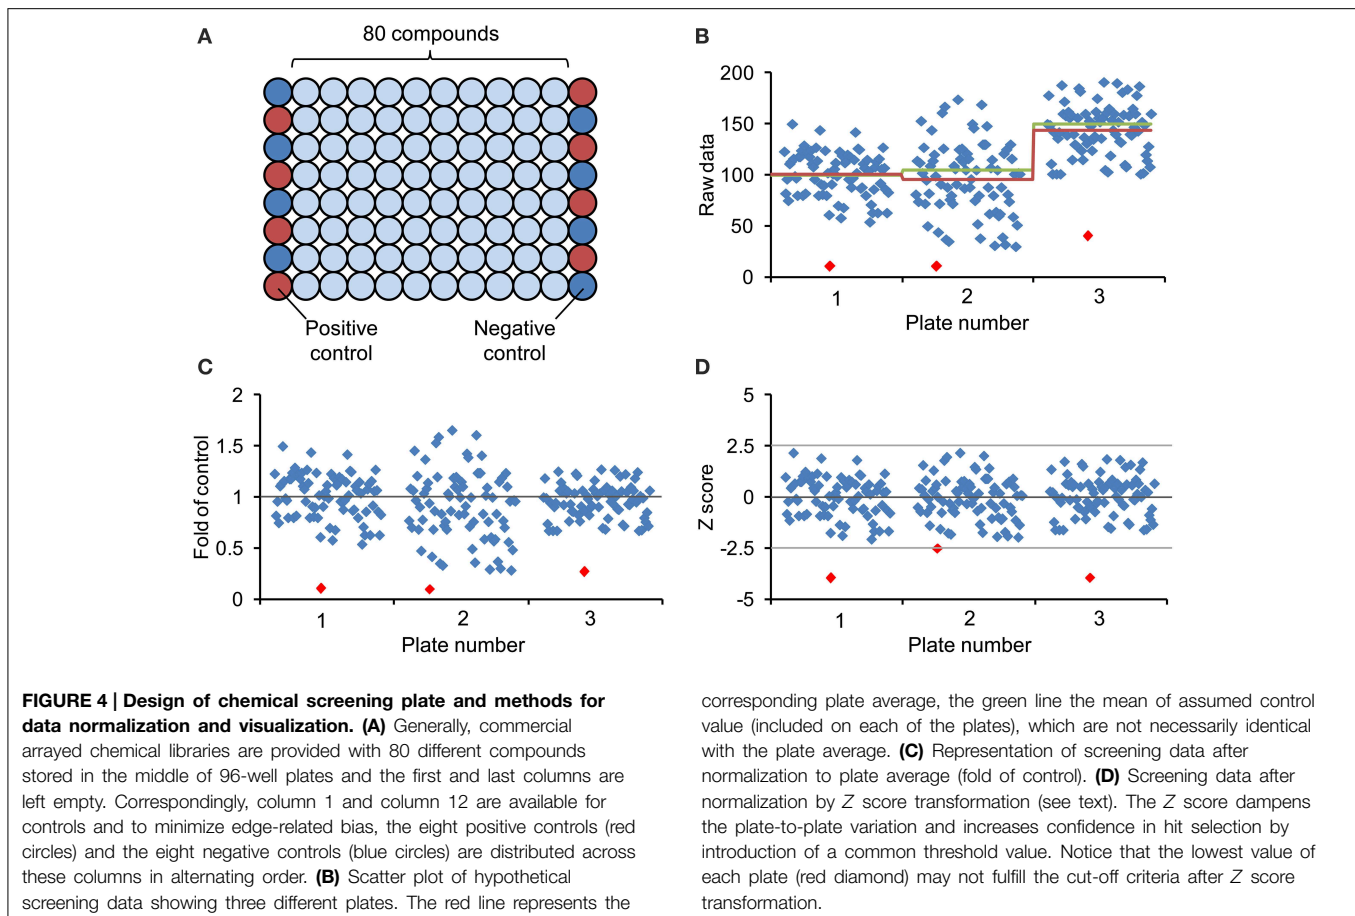 A
80 compounds
Positive
control
Negative
control
B
200
150
100
50
0
Raw data
1
2
3
Plate number
C
2
1.5
1
0.5
0
Fold of control
1
2
3
Plate number
D
5
2.5
0
-2.5
-5
Z score
1
2
3
Plate number
FIGURE 4 | Design of chemical screening plate and methods for
data normalization and visualization. (A) Generally, commercial
arrayed chemical libraries are provided with 80 different compounds
stored in the middle of 96-well plates and the first and last columns are
left empty. Correspondingly, column 1 and column 12 are available for
controls and to minimize edge-related bias, the eight positive controls (red
circles) and the eight negative controls (blue circles) are distributed across
these columns in alternating order. (B) Scatter plot of hypothetical
screening data showing three different plates. The red line represents the
corresponding plate average, the green line the mean of assumed control
value (included on each of the plates), which are not necessarily identical
with the plate average. (C) Representation of screening data after
normalization to plate average (fold of control). (D) Screening data after
normalization by Z score transformation (see text). The Z score dampens
the plate-to-plate variation and increases confidence in hit selection by
introduction of a common threshold value. Notice that the lowest value of
each plate (red diamond) may not fulfill the cut-off criteria after Z score
transformation.